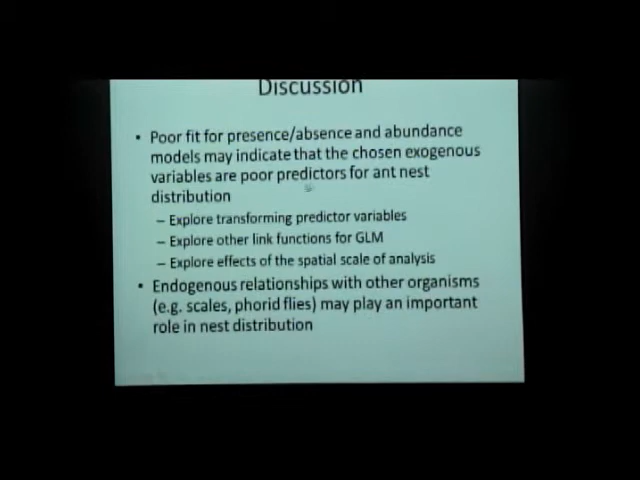 Discussion
• Poor fit for presence/absence and abundance
models may indicate that the chosen exogenous
variables are poor predictors for ant nest
distribution
– Explore transforming predictor variables
– Explore other link functions for GLM
– Explore effects of the spatial scale of analysis
• Endogenous relationships with other organisms
(e.g. scales, phorid flies) may play an important
role in nest distribution